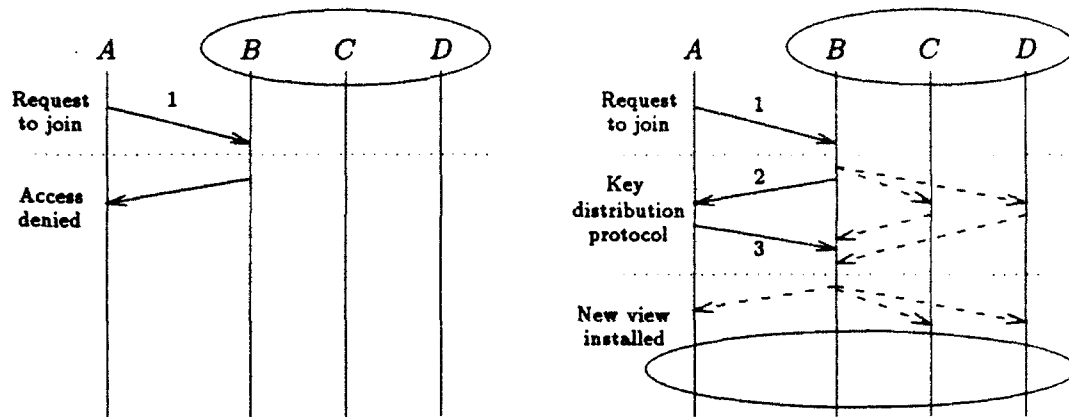 A B C D
Request
to join
1
Access
denied
A B C D
Request
to join
1
Key
distribution
protocol
2
3
New view
installed